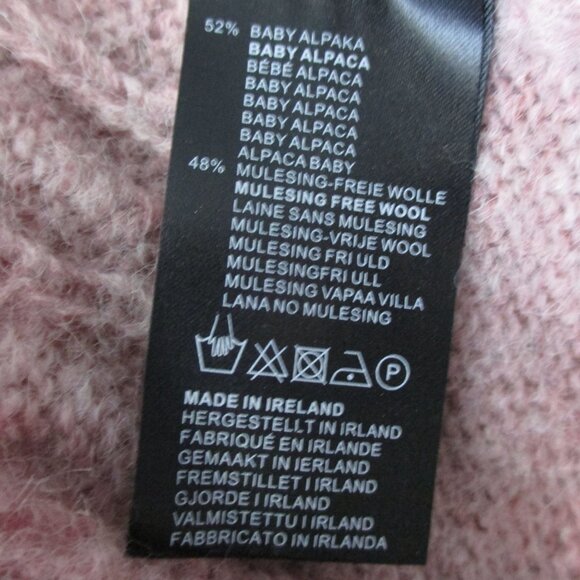 52% BABY ALPAKA
BABY ALPACA
BÉBÉ ALPACA
BABY ALPACA
BABY ALPACA
BABY ALPACA
BABY ALPACA
ALPACA BABY
48% MULESING-FREIE WOLLE
MULESING FREE WOOL
LAINE SANS MULESING
MULESING-VRIJE WOOL
MULESING FRI ULD
MULESINGFRI ULL
MULESING VAPAA VILLA
LANA NO MULESING
P
MADE IN IRELAND
HERGESTELLT IN IRLAND
FABRIQUÉ EN IRLANDE
GEMAAKT IN IERLAND
FREMSTILLET I IRLAND
GJORDE I IRLAND
VALMISTETTU I IRLAND
FABBRICATO IN IRLANDA